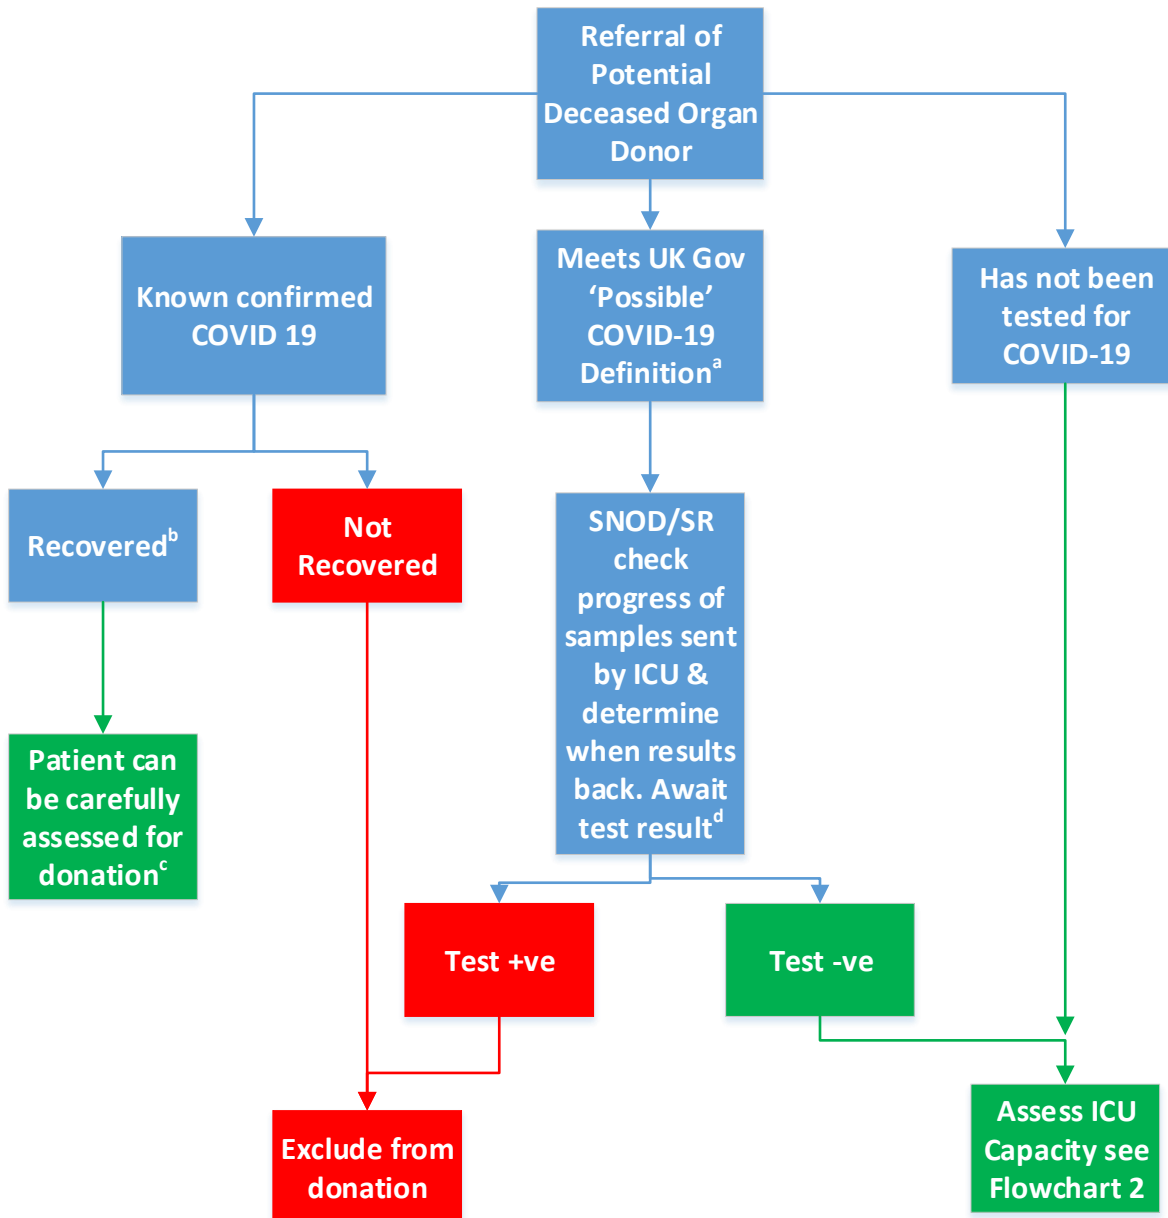 Referral of
Potential
Deceased Organ
Donor
Known confirmed
COVID 19
Meets UK Gov
‘Possible’
COVID-19
Definitionᵃ
Has not been
tested for
COVID-19
Recoveredᵇ
Not
Recovered
SNOD/SR
check
progress of
samples sent
by ICU &
determine
when results
back. Await
test resultᵈ
Patient can
be carefully
assessed for
donationᶜ
Test +ve
Test -ve
Exclude from
donation
Assess ICU
Capacity see
Flowchart 2